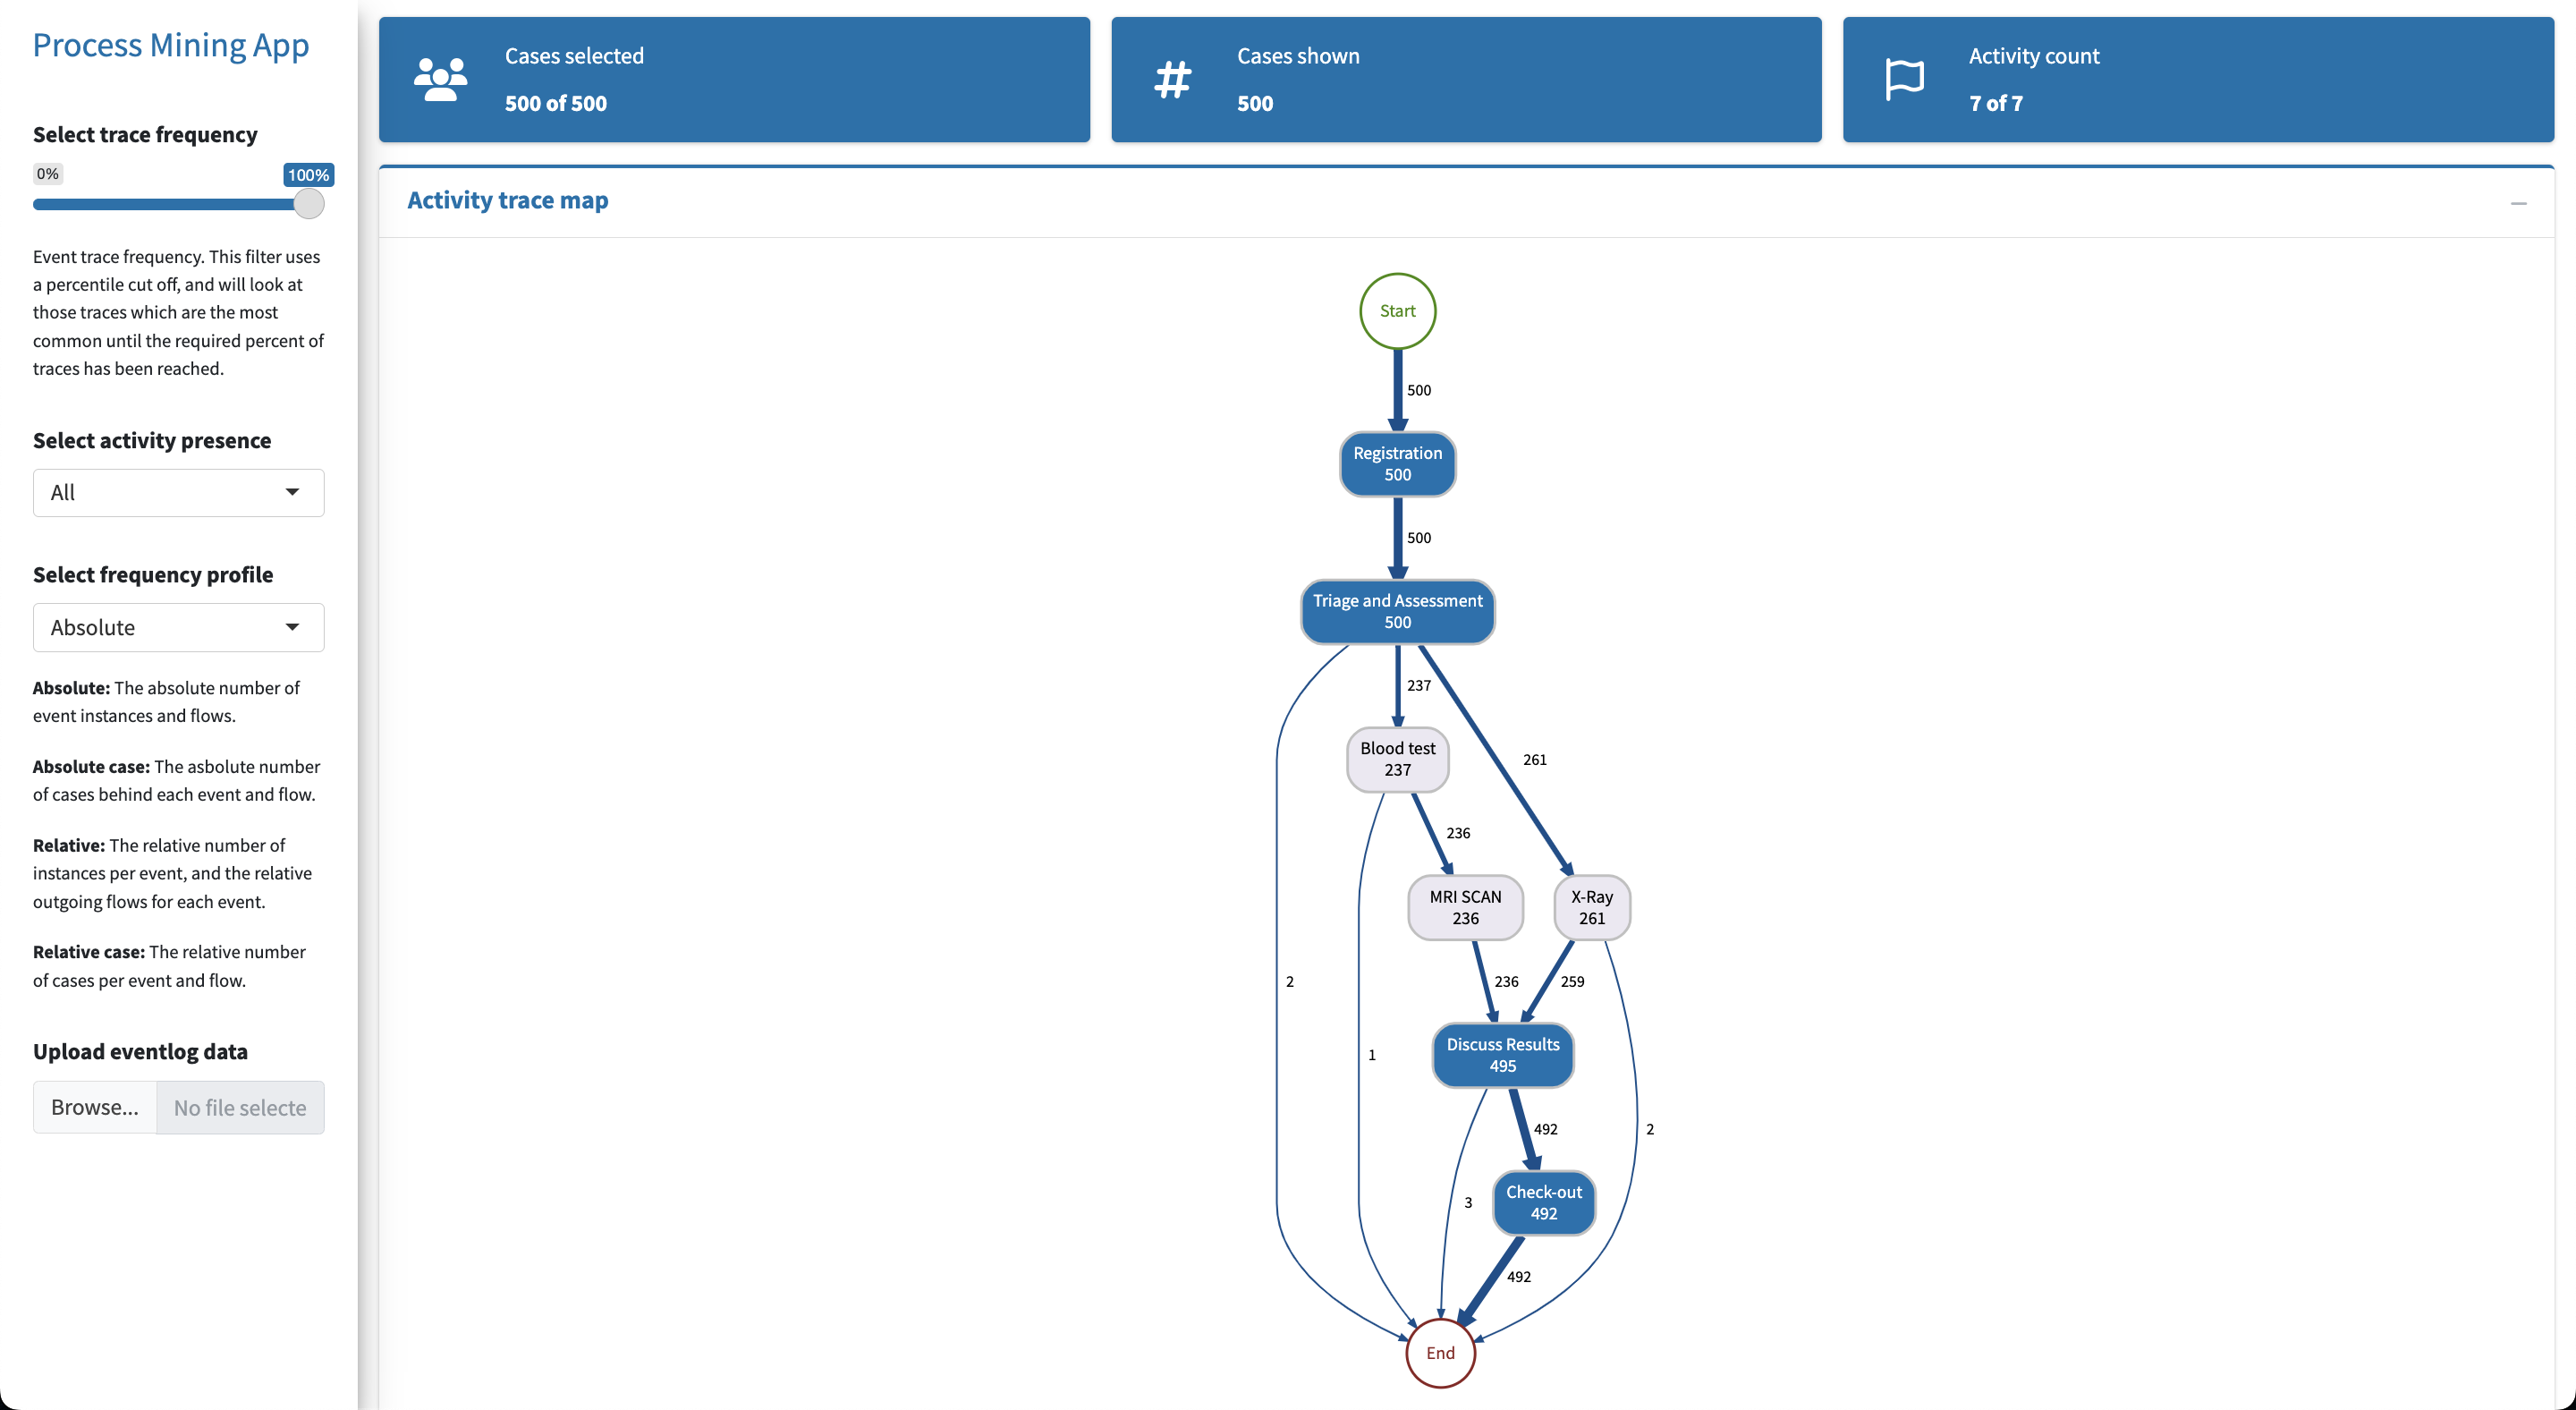 Process Mining App
Select trace frequency
0%
100%
Event trace frequency. This filter uses
a percentile cut off, and will look at
those traces which are the most
common until the required percent of
traces has been reached.
Select activity presence
All
Select frequency profile
Absolute
Absolute: The absolute number of
event instances and flows.
Absolute case: The asbolute number
of cases behind each event and flow.
Relative: The relative number of
instances per event, and the relative
outgoing flows for each event.
Relative case: The relative number
of cases per event and flow.
Upload eventlog data
Browse...
No file selecte
Cases selected
500 of 500
#
Cases shown
500
Activity count
7 of 7
Activity trace map
Start
500
Registration
500
500
Triage and Assessment
500
237
Blood test
237
261
236
MRI SCAN
236
X-Ray
261
2
236
259
Discuss Results
495
1
492
2
Check-out
492
3
492
End